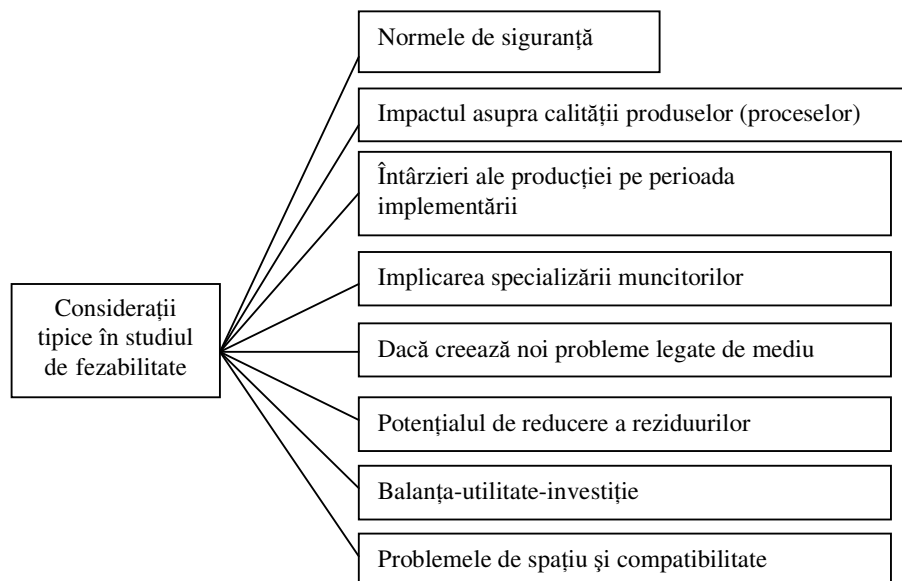 Normele de siguranță
Impactul asupra calității produselor (proceselor)
Întârzieri ale producției pe perioada
implementării
Implicarea specializării muncitorilor
Considerații
tipice în studiul
de fezabilitate
Dacă creează noi probleme legate de mediu
Potențialul de reducere a reziduurilor
Balanța-utilitate-investiție
Problemele de spațiu şi compatibilitate